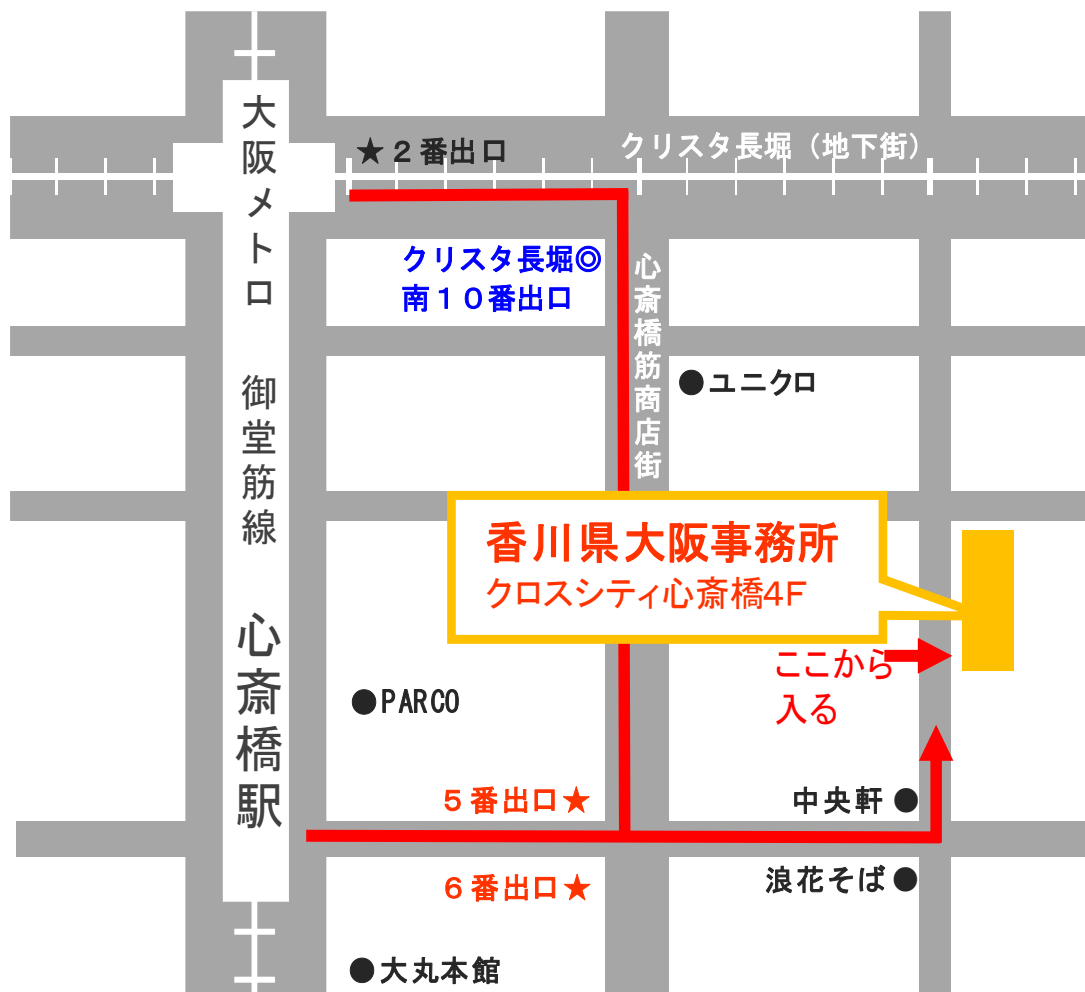 大阪メトロ 御堂筋線 心斎橋駅
★２番出口
クリスタ長堀（地下街）
クリスタ長堀◎
南１０番出口
心斎橋筋商店街
●ユニクロ
香川県大阪事務所
クロスシティ心斎橋4F
ここから
入る
●PARCO
５番出口★
中央軒●
６番出口★
浪花そば●
●大丸本館